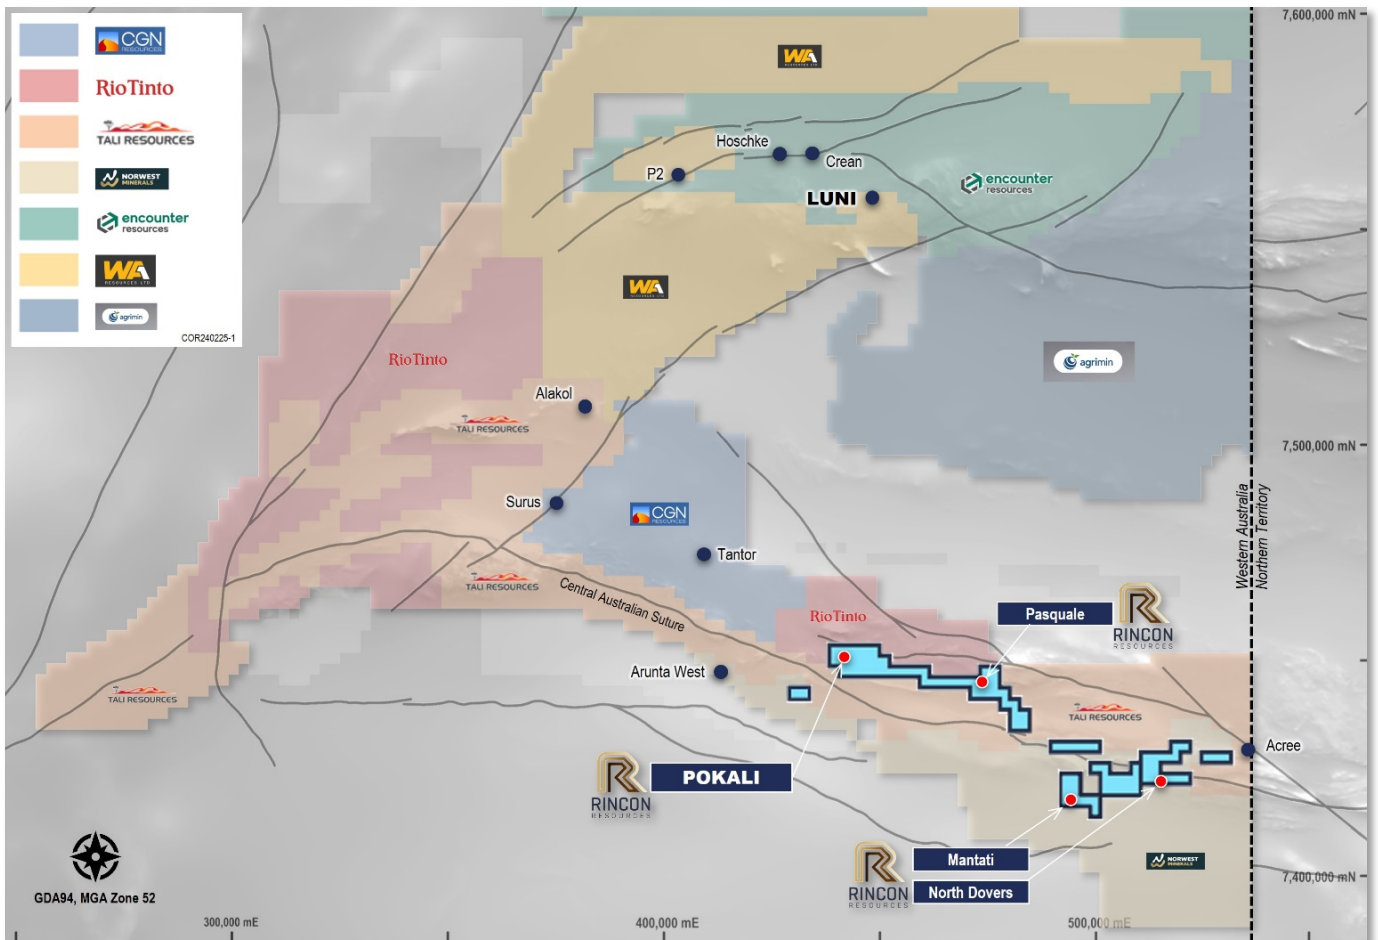 CGN
RESOURCES
RioTinto
TALI RESOURCES
NORWEST
MINERALS
encounter
resources
WA
RESOURCES LTD
agrimin
COR240225-1
7,600,000 mN
WA
Hoschke
Crean
P2
LUNI
encounter
resources
WA
RioTinto
agrimin
Alakol
TALI RESOURCES
7,500,000 mN
Surus
CGN
RESOURCES
Western Australia
Northern Territory
Tantor
TALI RESOURCES
Central Australian Suture
RioTinto
Pasquale
RINCON
RESOURCES
Arunta West
TALI RESOURCES
TALI RESOURCES
Acree
POKALI
RINCON
RESOURCES
Mantati
North Dovers
RINCON
RESOURCES
NORWEST
MINERALS
7,400,000 mN
GDA94, MGA Zone 52
300,000 mE
400,000 mE
500,000 mE